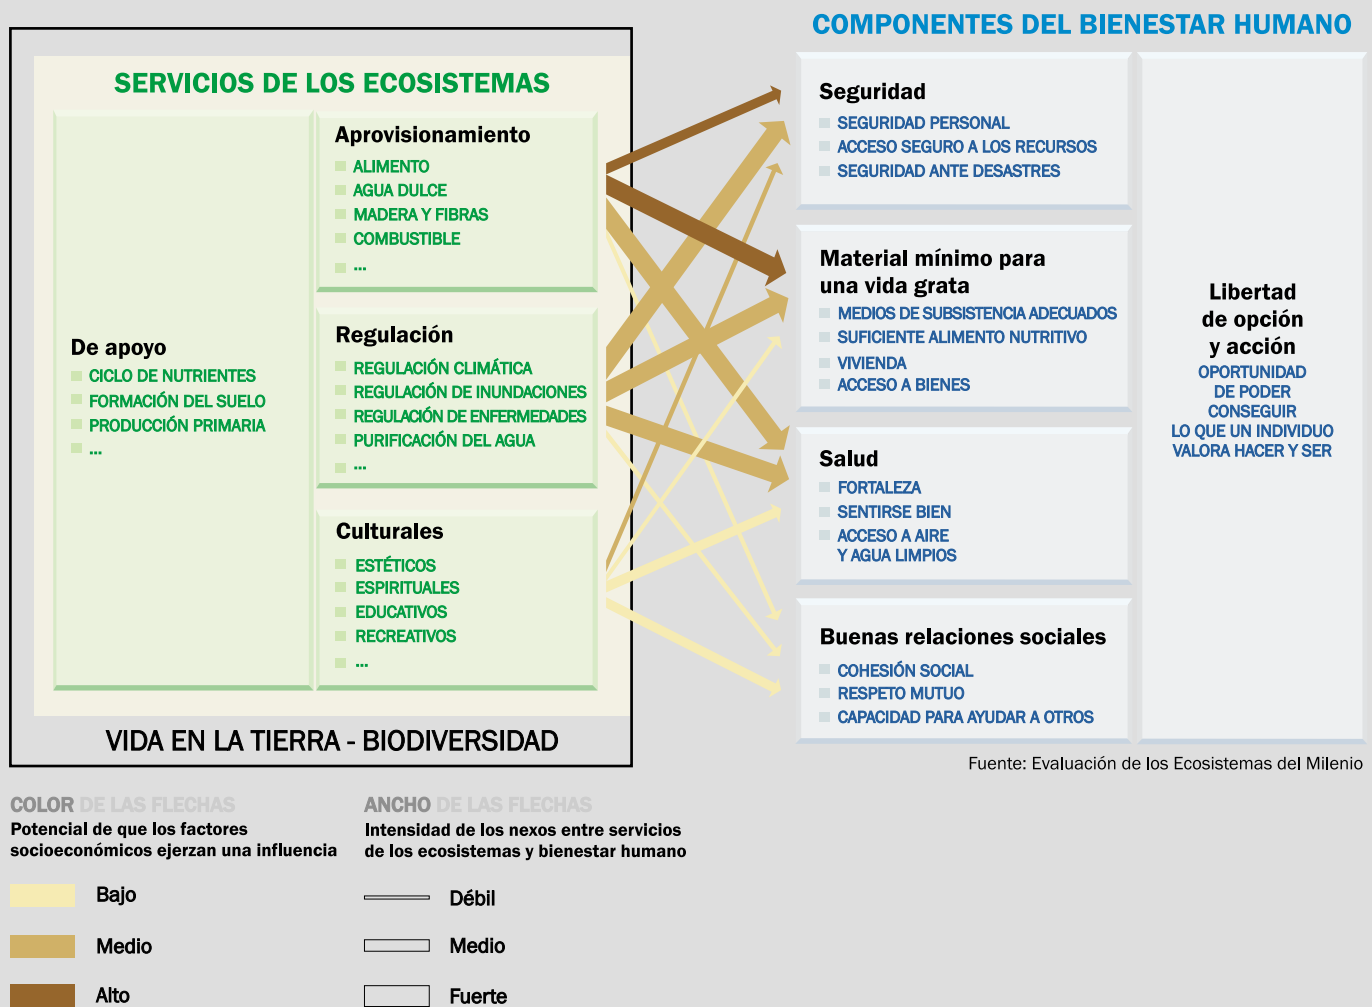 COMPONENTES DEL BIENESTAR HUMANO
SERVICIOS DE LOS ECOSISTEMAS
De apoyo
CICLO DE NUTRIENTES
FORMACIÓN DEL SUELO
PRODUCCIÓN PRIMARIA
...
Aprovisionamiento
ALIMENTO
AGUA DULCE
MADERA Y FIBRAS
COMBUSTIBLE
...
Regulación
REGULACIÓN CLIMÁTICA
REGULACIÓN DE INUNDACIONES
REGULACIÓN DE ENFERMEDADES
PURIFICACIÓN DEL AGUA
...
Culturales
ESTÉTICOS
ESPIRITUALES
EDUCATIVOS
RECREATIVOS
...
VIDA EN LA TIERRA - BIODIVERSIDAD
Seguridad
SEGURIDAD PERSONAL
ACCESO SEGURO A LOS RECURSOS
SEGURIDAD ANTE DESASTRES
Material mínimo para
una vida grata
MEDIOS DE SUBSISTENCIA ADECUADOS
SUFICIENTE ALIMENTO NUTRITIVO
VIVIENDA
ACCESO A BIENES
Salud
FORTALEZA
SENTIRSE BIEN
ACCESO A AIRE
Y AGUA LIMPIOS
Buenas relaciones sociales
COHESIÓN SOCIAL
RESPETO MUTUO
CAPACIDAD PARA AYUDAR A OTROS
Libertad
de opción
y acción
OPORTUNIDAD
DE PODER
CONSEGUIR
LO QUE UN INDIVIDUO
VALORA HACER Y SER
Fuente: Evaluación de los Ecosistemas del Milenio
COLOR DE LAS FLECHAS
Potencial de que los factores
socioeconómicos ejerzan una influencia
Bajo
Medio
Alto
ANCHO DE LAS FLECHAS
Intensidad de los nexos entre servicios
de los ecosistemas y bienestar humano
Débil
Medio
Fuerte